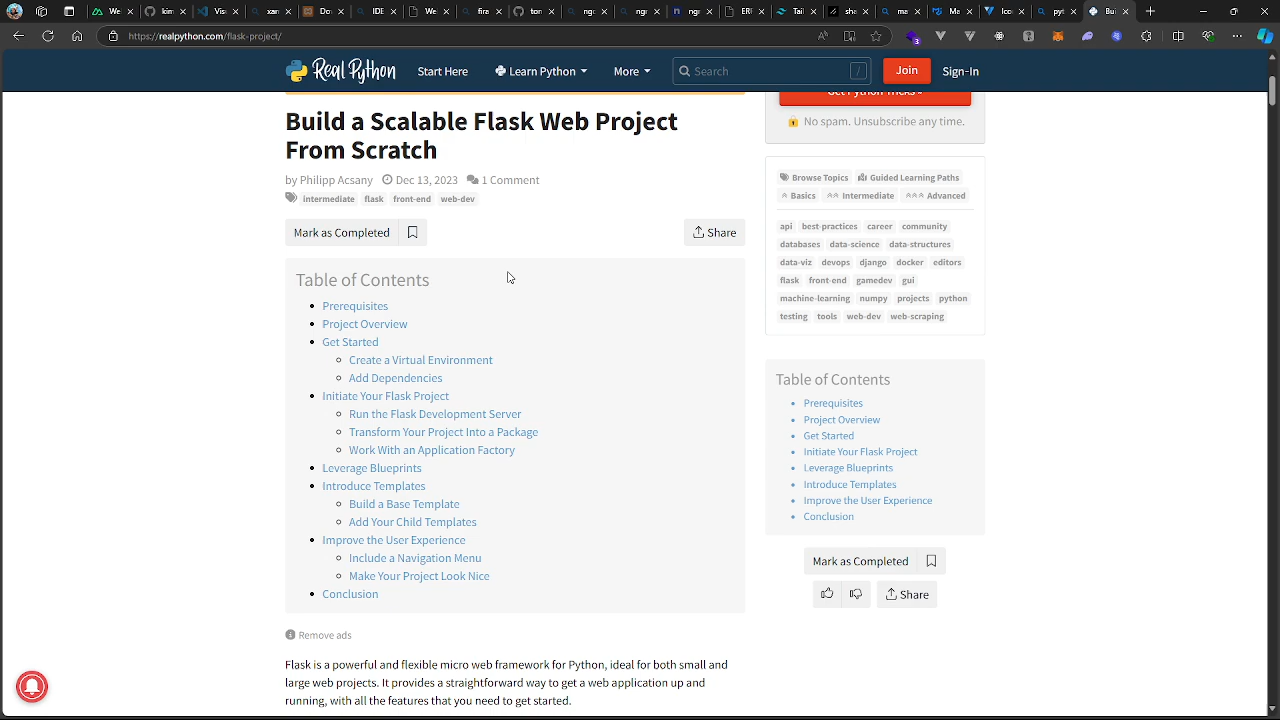 https://realpython.com/flask-project/
Real Python
Start Here
Learn Python
More
Search
/
Join
Sign-In
Build a Scalable Flask Web Project
From Scratch
by Philipp Acsany Dec 13, 2023 1 Comment
intermediate flask front-end web-dev
Mark as Completed
Share
Table of Contents
Prerequisites
Project Overview
Get Started
Create a Virtual Environment
Add Dependencies
Initiate Your Flask Project
Run the Flask Development Server
Transform Your Project Into a Package
Work With an Application Factory
Leverage Blueprints
Introduce Templates
Build a Base Template
Add Your Child Templates
Improve the User Experience
Include a Navigation Menu
Make Your Project Look Nice
Conclusion
Remove ads
Flask is a powerful and flexible micro web framework for Python, ideal for both small and
large web projects. It provides a straightforward way to get a web application up and
running, with all the features that you need to get started.
No spam. Unsubscribe any time.
Browse Topics Guided Learning Paths
Basics Intermediate Advanced
api best-practices career community
databases data-science data-structures
data-viz devops django docker editors
flask front-end gamedev gui
machine-learning numpy projects python
testing tools web-dev web-scraping
Table of Contents
Prerequisites
Project Overview
Get Started
Initiate Your Flask Project
Leverage Blueprints
Introduce Templates
Improve the User Experience
Conclusion
Mark as Completed
Share